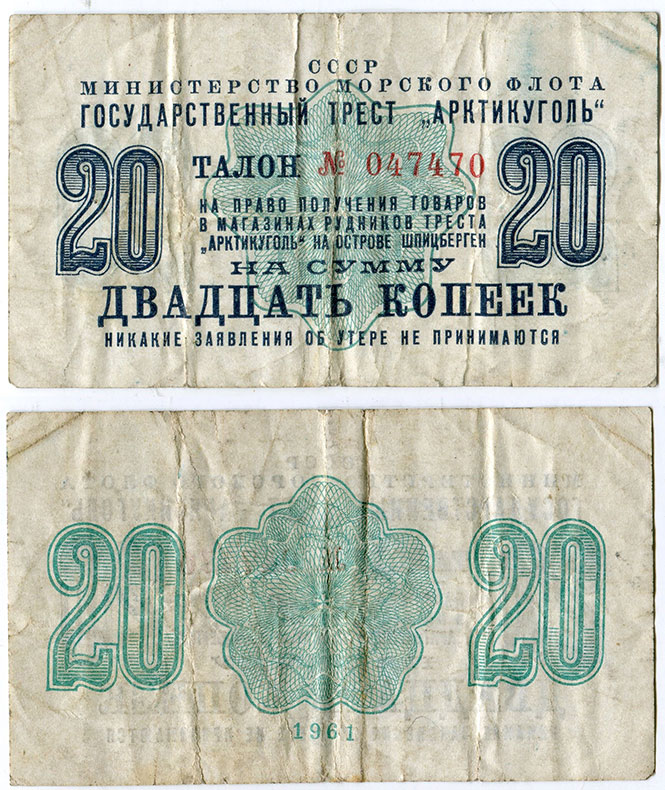 СССР
МИНИСТЕРСТВО МОРСКОГО ФЛОТА
ГОСУДАРСТВЕННЫЙ ТРЕСТ „АРКТИКУГОЛЬ“
20 ТАЛОН № 047470 20
НА ПРАВО ПОЛУЧЕНИЯ ТОВАРОВ
В МАГАЗИНАХ РУДНИКОВ ТРЕСТА
„АРКТИКУГОЛЬ“ НА ОСТРОВЕ ШПИЦБЕРГЕН
НА СУММУ
ДВАДЦАТЬ КОПЕЕК
НИКАКИЕ ЗАЯВЛЕНИЯ ОБ УТЕРЕ НЕ ПРИНИМАЮТСЯ
20 20
1961